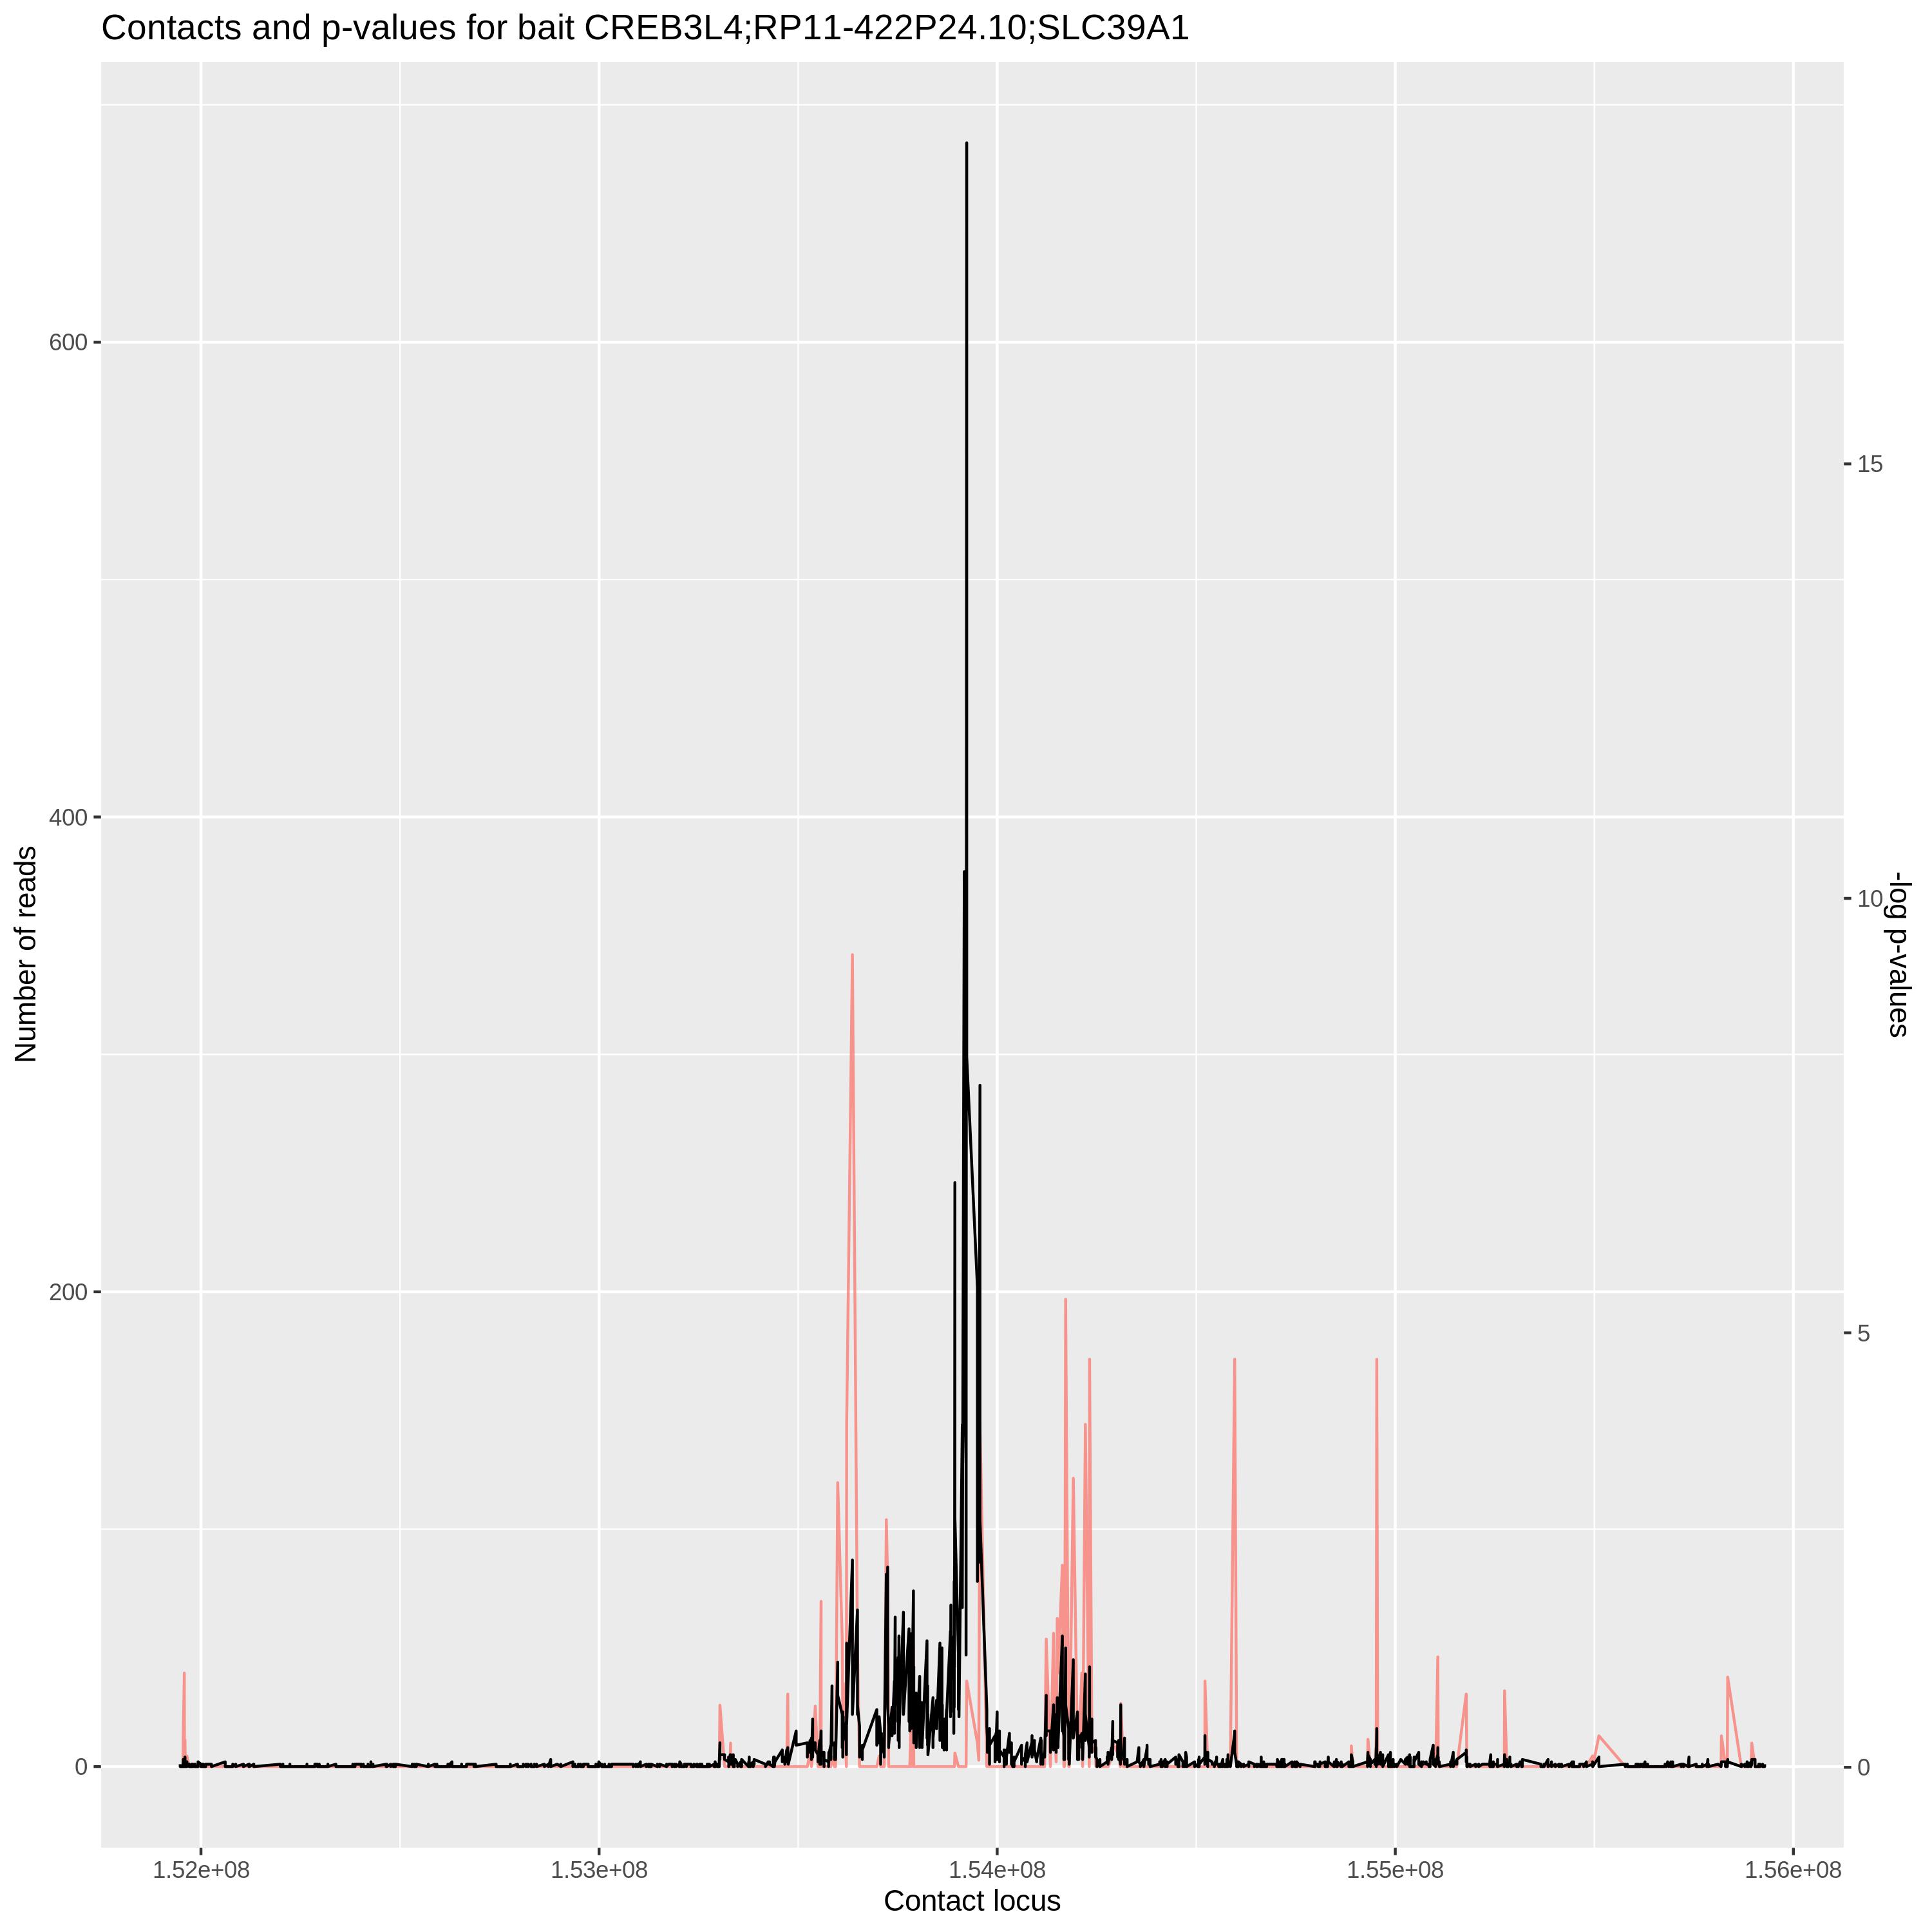 Contacts and p-values for bait CREB3L4;RP11-422P24.10;SLC39A1
Number of reads
600
400
200
0
15
10
5
0
-log p-values
1.52e+08
1.53e+08
1.54e+08
1.55e+08
1.56e+08
Contact locus